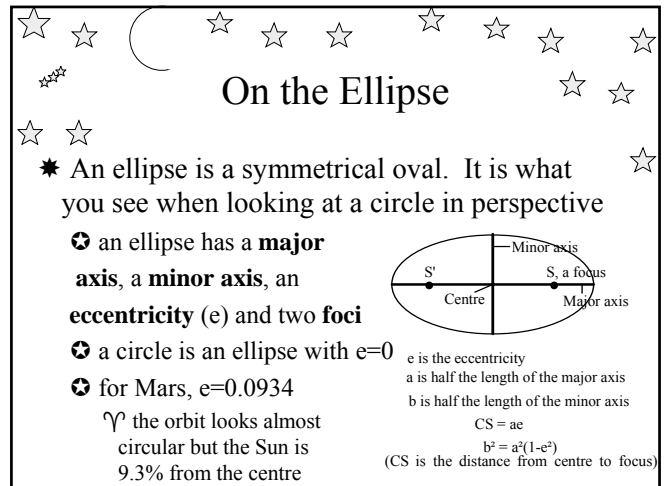 On the Ellipse
✷ An ellipse is a symmetrical oval. It is what
you see when looking at a circle in perspective
✪ an ellipse has a major
axis, a minor axis, an
eccentricity (e) and two foci
✪ a circle is an ellipse with e=0
✪ for Mars, e=0.0934
♈ the orbit looks almost
circular but the Sun is
9.3% from the centre
Minor axis
S'
S, a focus
Centre
Major axis
e is the eccentricity
a is half the length of the major axis
b is half the length of the minor axis
CS = ae
b² = a²(1-e²)
(CS is the distance from centre to focus)